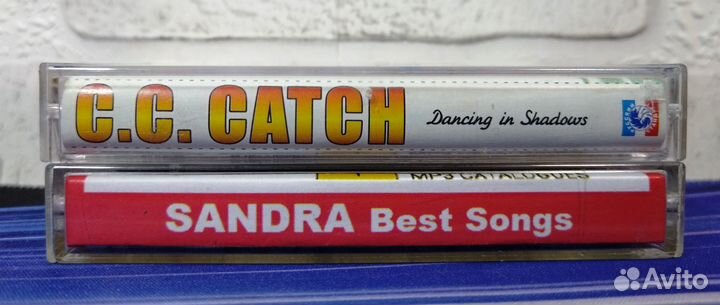 C.C. CATCH Dancing in Shadows
MP3 CATALOGUES
SANDRA Best Songs
Avito